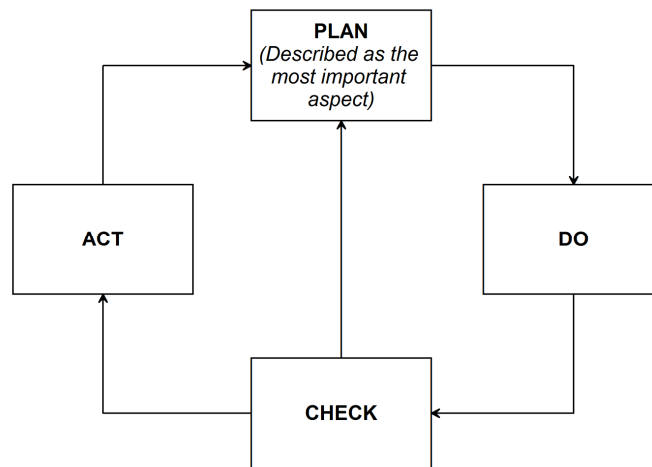 PLAN
(Described as the
most important
aspect)
ACT
DO
CHECK